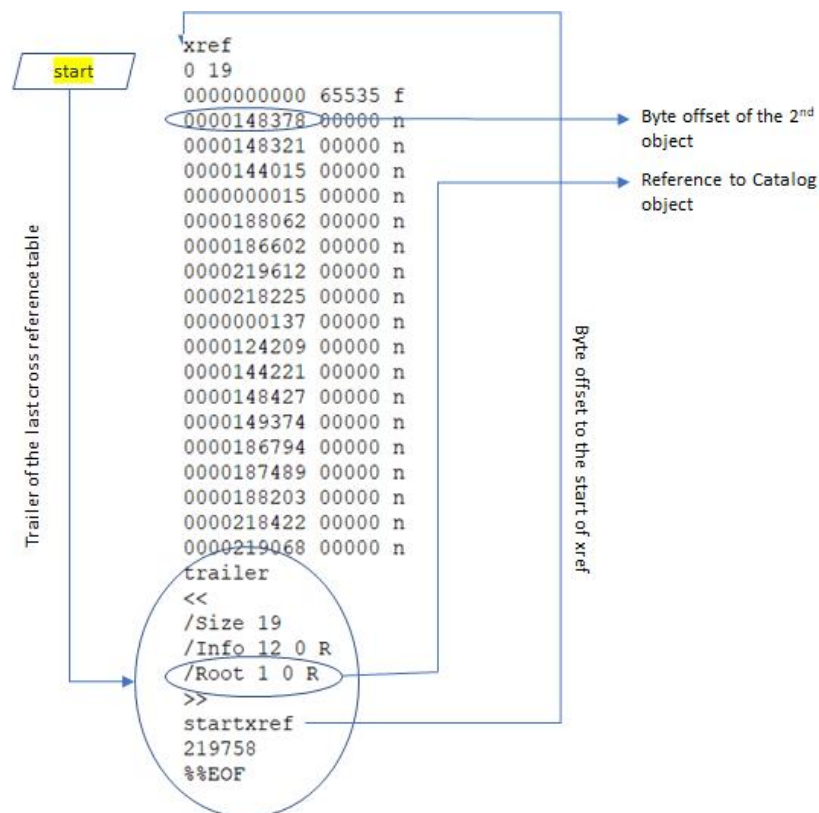 xref
0 19
0000000000 65535 f
0000148378 00000 n
0000148321 00000 n
0000144015 00000 n
0000000015 00000 n
0000188062 00000 n
0000186602 00000 n
0000219612 00000 n
0000218225 00000 n
0000000137 00000 n
0000124209 00000 n
0000144221 00000 n
0000148427 00000 n
0000149374 00000 n
0000186794 00000 n
0000187489 00000 n
0000188203 00000 n
0000218422 00000 n
0000219068 00000 n
trailer
<<
/Size 19
/Info 12 0 R
/Root 1 0 R
>>
startxref
219758
%%EOF
start
Trailer of the last cross reference table
Byte offset of the 2nd
object
Reference to Catalog
object
Byte offset to the start of xref